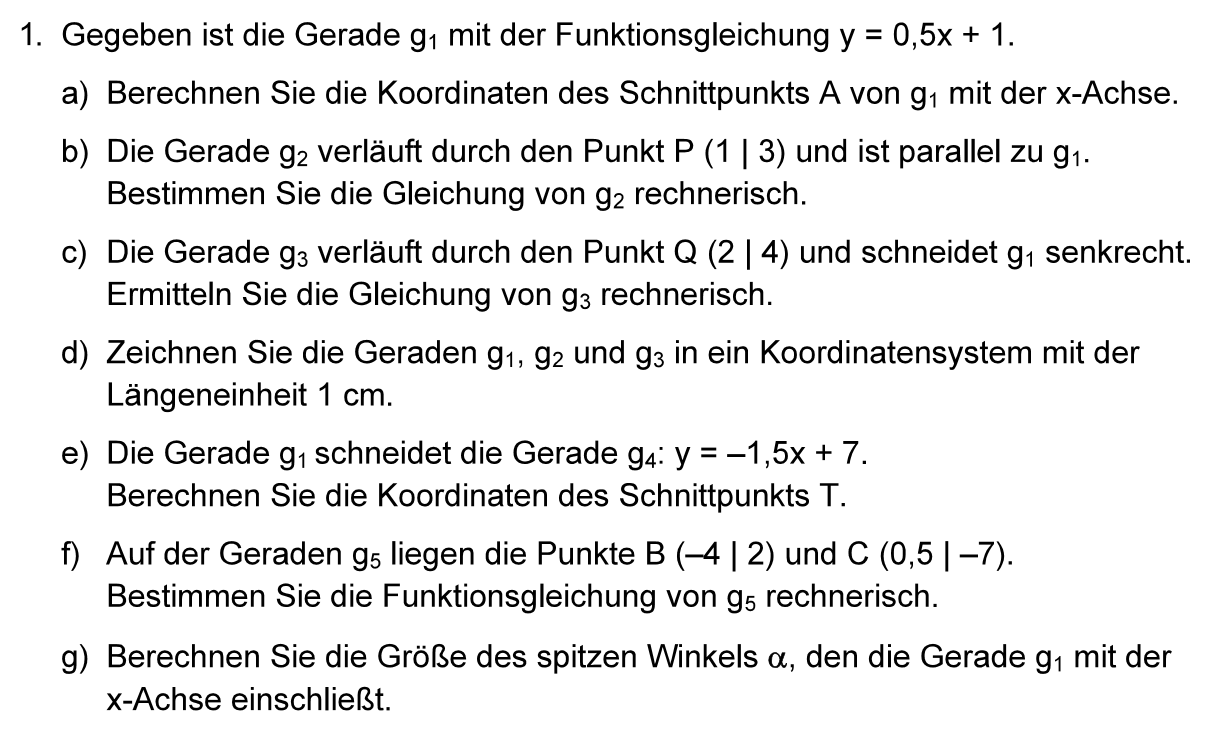 1. Gegeben ist die Gerade g₁ mit der Funktionsgleichung y = 0,5x + 1.
a) Berechnen Sie die Koordinaten des Schnittpunkts A von g₁ mit der x-Achse.
b) Die Gerade g₂ verläuft durch den Punkt P (1 | 3) und ist parallel zu g₁.
Bestimmen Sie die Gleichung von g₂ rechnerisch.
c) Die Gerade g₃ verläuft durch den Punkt Q (2 | 4) und schneidet g₁ senkrecht.
Ermitteln Sie die Gleichung von g₃ rechnerisch.
d) Zeichnen Sie die Geraden g₁, g₂ und g₃ in ein Koordinatensystem mit der
Längeneinheit 1 cm.
e) Die Gerade g₁ schneidet die Gerade g₄: y = –1,5x + 7.
Berechnen Sie die Koordinaten des Schnittpunkts T.
f) Auf der Geraden g₅ liegen die Punkte B (–4 | 2) und C (0,5 | –7).
Bestimmen Sie die Funktionsgleichung von g₅ rechnerisch.
g) Berechnen Sie die Größe des spitzen Winkels α, den die Gerade g₁ mit der
x-Achse einschließt.